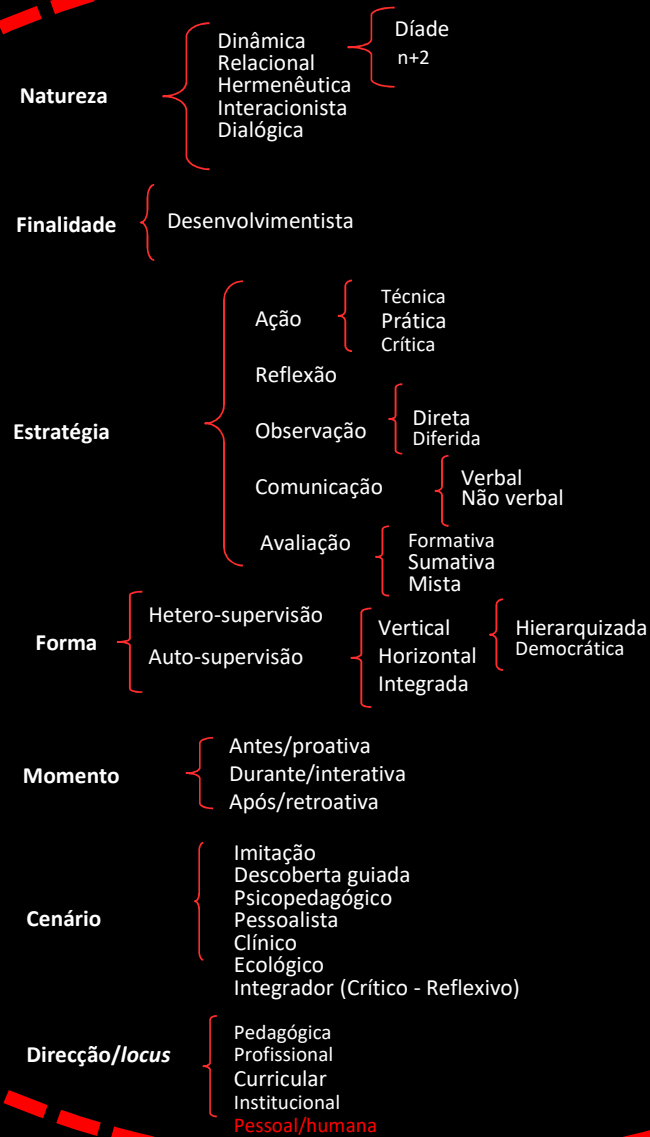 Natureza
Dinâmica
Relacional
Hermenêutica
Interacionista
Dialógica
Díade
n+2
Finalidade
Desenvolvimentista
Estratégia
Ação
Técnica
Prática
Crítica
Reflexão
Observação
Direta
Diferida
Comunicação
Verbal
Não verbal
Avaliação
Formativa
Sumativa
Mista
Forma
Hetero-supervisão
Auto-supervisão
Vertical
Horizontal
Integrada
Hierarquizada
Democrática
Momento
Antes/proativa
Durante/interativa
Após/retroativa
Cenário
Imitação
Descoberta guiada
Psicopedagógico
Pessoalista
Clínico
Ecológico
Integrador (Crítico - Reflexivo)
Direcção/locus
Pedagógica
Profissional
Curricular
Institucional
Pessoal/humana